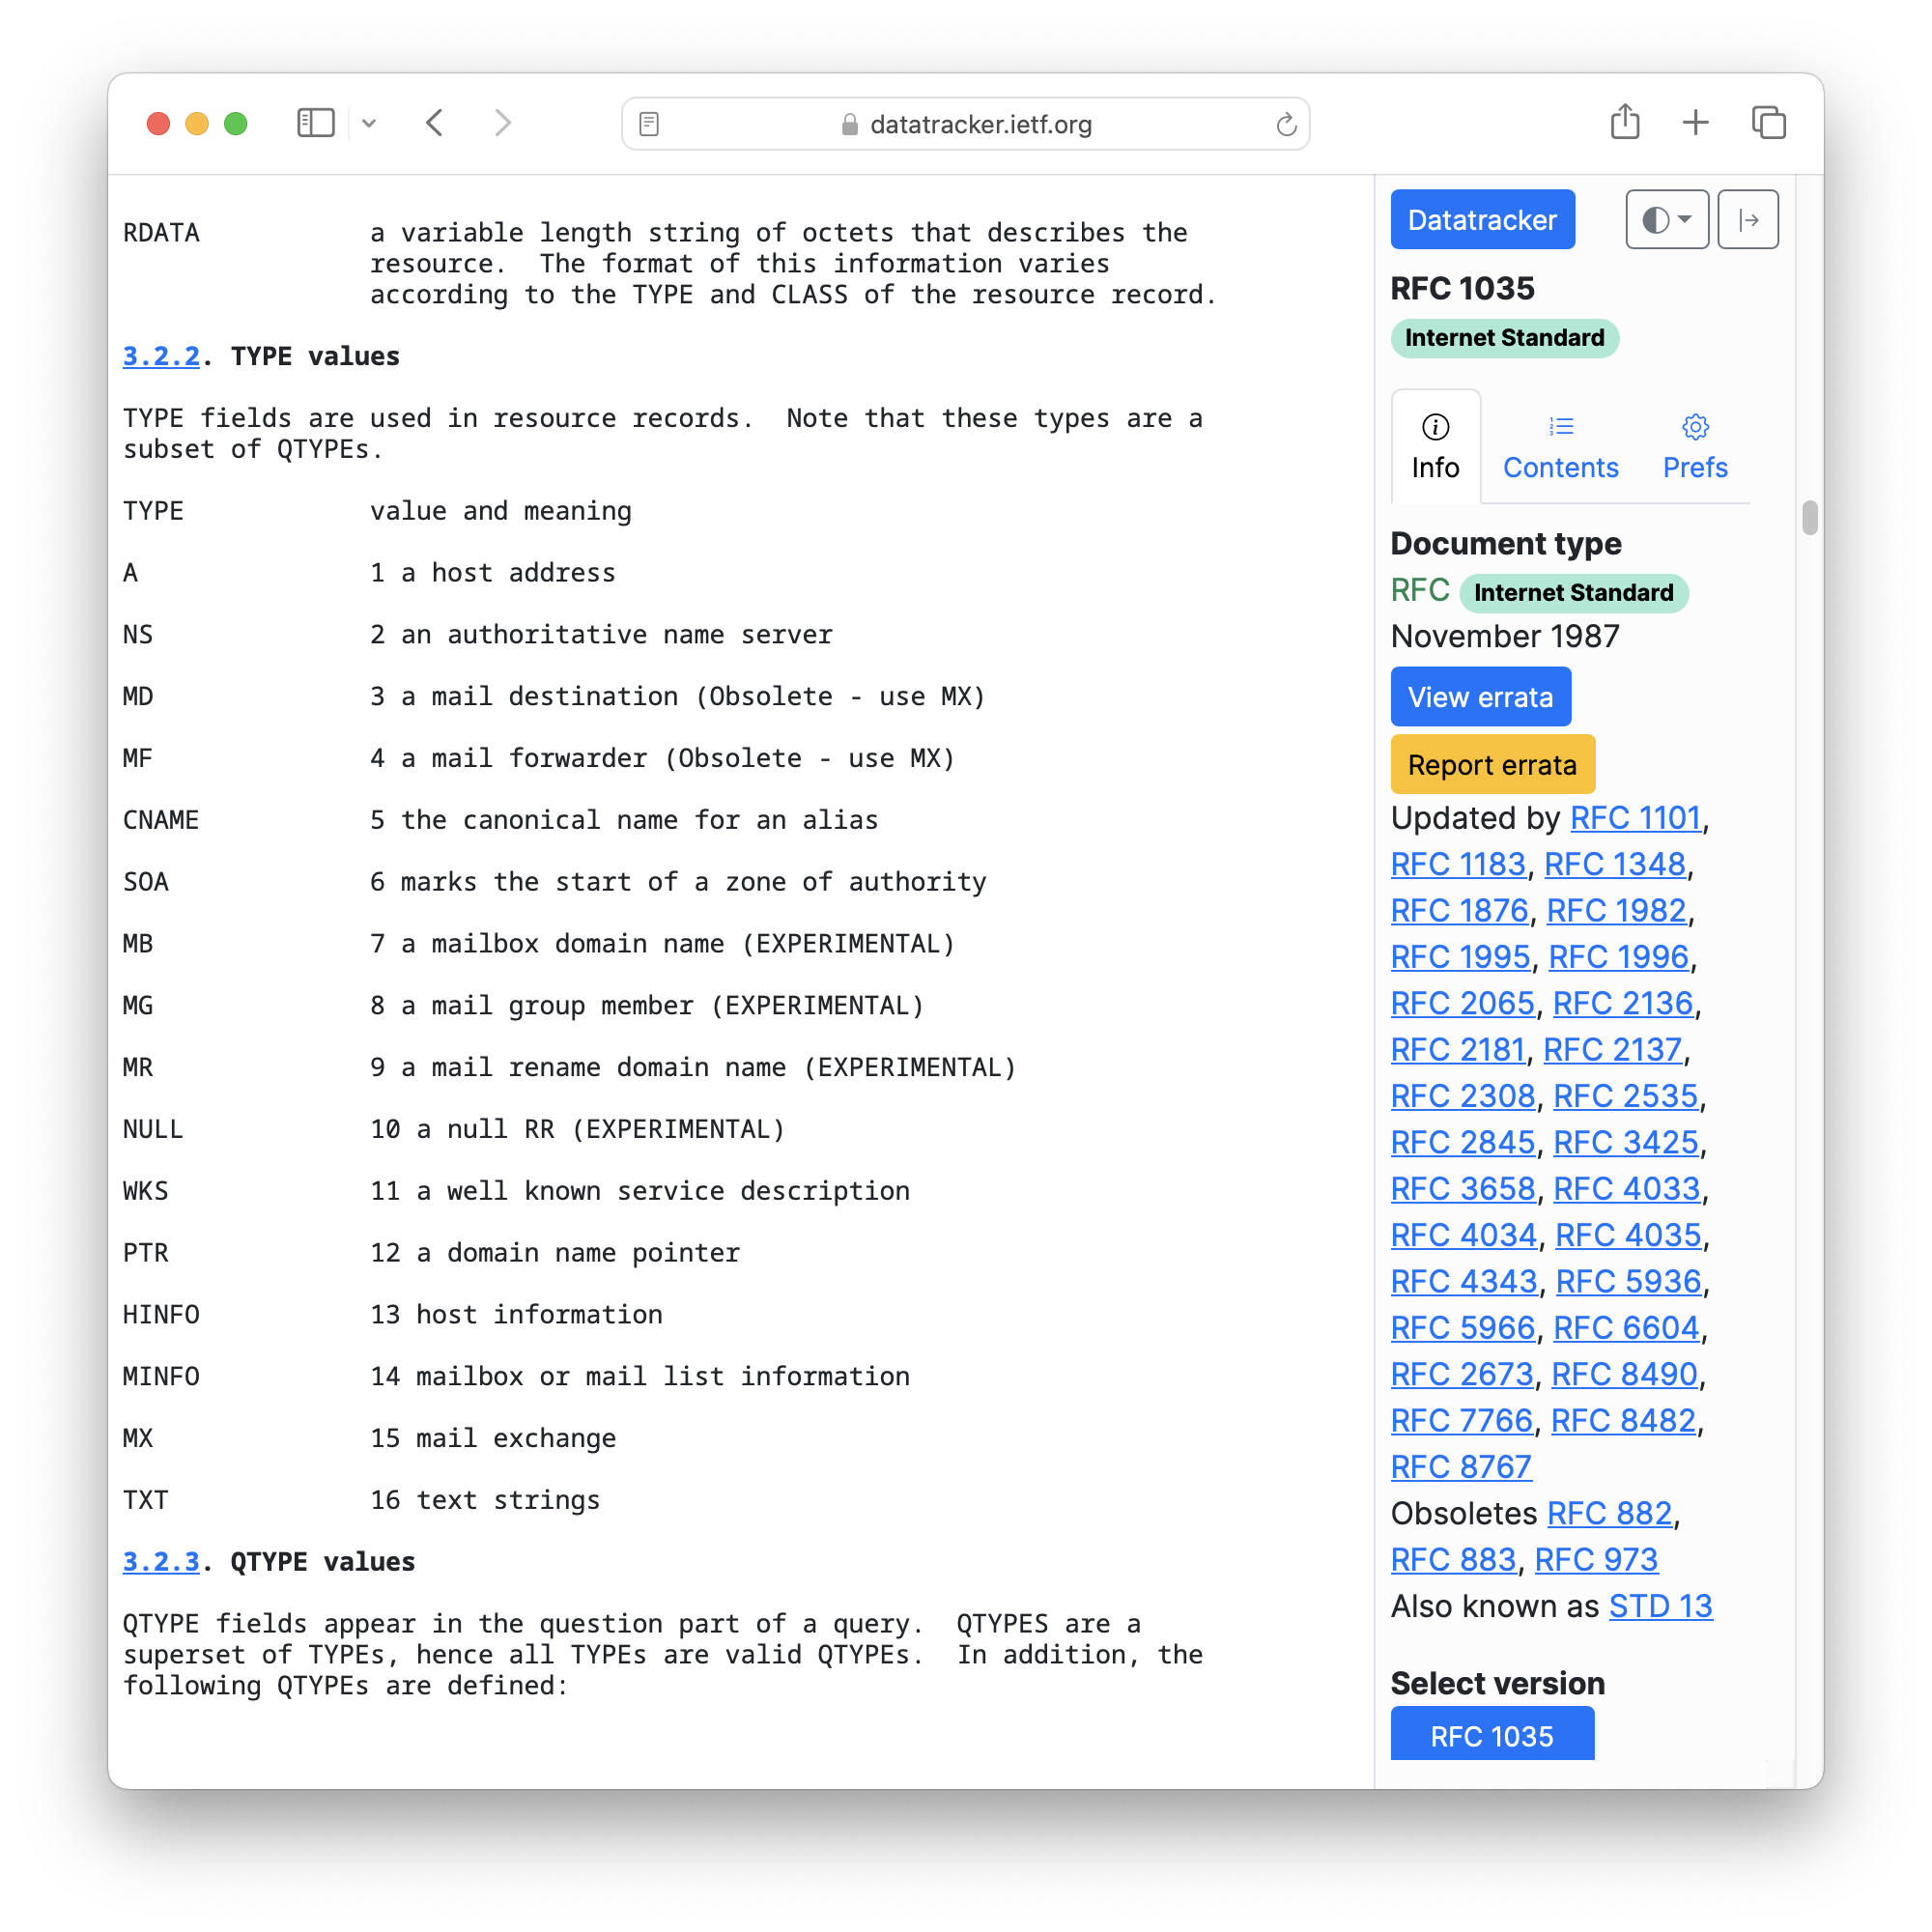 datatracker.ietf.org
RDATA           a variable length string of octets that describes the
                resource.  The format of this information varies
                according to the TYPE and CLASS of the resource record.
3.2.2. TYPE values
TYPE fields are used in resource records.  Note that these types are a
subset of QTYPEs.
TYPE            value and meaning
A               1 a host address
NS              2 an authoritative name server
MD              3 a mail destination (Obsolete - use MX)
MF              4 a mail forwarder (Obsolete - use MX)
CNAME           5 the canonical name for an alias
SOA             6 marks the start of a zone of authority
MB              7 a mailbox domain name (EXPERIMENTAL)
MG              8 a mail group member (EXPERIMENTAL)
MR              9 a mail rename domain name (EXPERIMENTAL)
NULL            10 a null RR (EXPERIMENTAL)
WKS             11 a well known service description
PTR             12 a domain name pointer
HINFO           13 host information
MINFO           14 mailbox or mail list information
MX              15 mail exchange
TXT             16 text strings
3.2.3. QTYPE values
QTYPE fields appear in the question part of a query.  QTYPES are a
superset of TYPEs, hence all TYPEs are valid QTYPEs.  In addition, the
following QTYPEs are defined:
Datatracker
RFC 1035
Internet Standard
Info Contents Prefs
Document type
RFC Internet Standard
November 1987
View errata
Report errata
Updated by RFC 1101,
RFC 1183, RFC 1348,
RFC 1876, RFC 1982,
RFC 1995, RFC 1996,
RFC 2065, RFC 2136,
RFC 2181, RFC 2137,
RFC 2308, RFC 2535,
RFC 2845, RFC 3425,
RFC 3658, RFC 4033,
RFC 4034, RFC 4035,
RFC 4343, RFC 5936,
RFC 5966, RFC 6604,
RFC 2673, RFC 8490,
RFC 7766, RFC 8482,
RFC 8767
Obsoletes RFC 882,
RFC 883, RFC 973
Also known as STD 13
Select version
RFC 1035